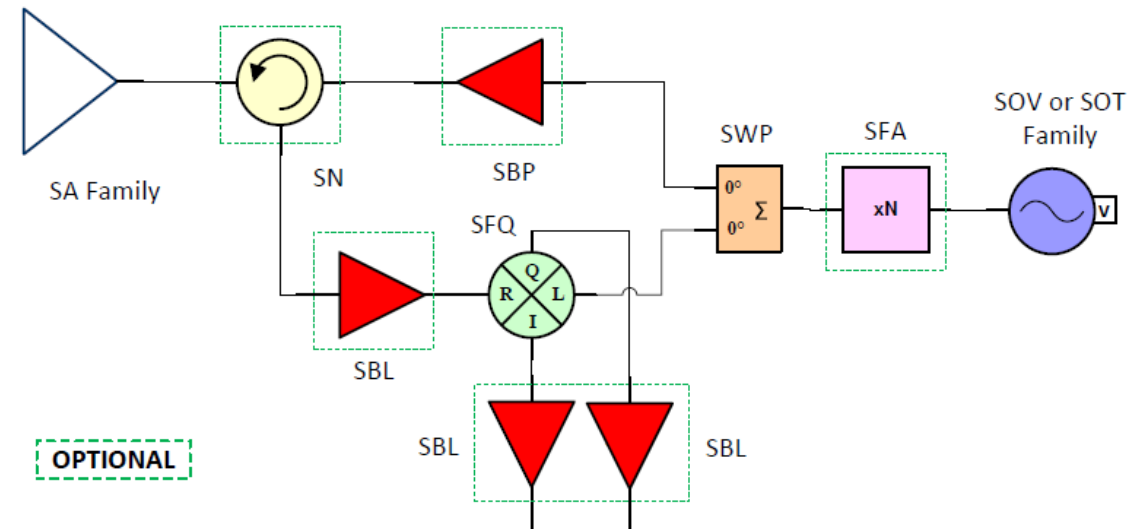 SOV or SOT
Family
SWP
SFA
SA Family
SN
SBP
0°
Σ
0°
xN
V
SFQ
Q
R
L
I
SBL
SBL
SBL
OPTIONAL